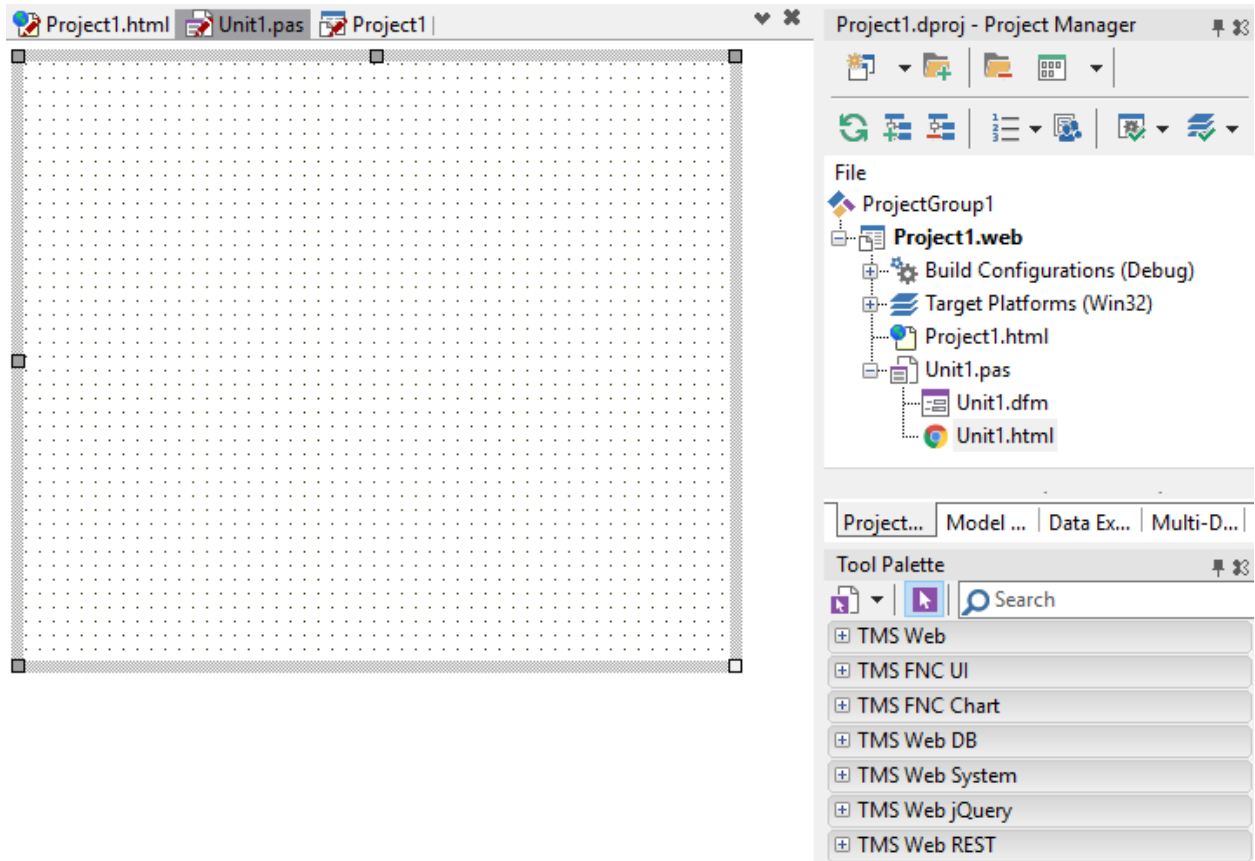 Project1.html Unit1.pas Project1
Project1.dproj - Project Manager
File
ProjectGroup1
Project1.web
Build Configurations (Debug)
Target Platforms (Win32)
Project1.html
Unit1.pas
Unit1.dfm
Unit1.html
Project... Model ... Data Ex... Multi-D...
Tool Palette
Search
TMS Web
TMS FNC UI
TMS FNC Chart
TMS Web DB
TMS Web System
TMS Web jQuery
TMS Web REST